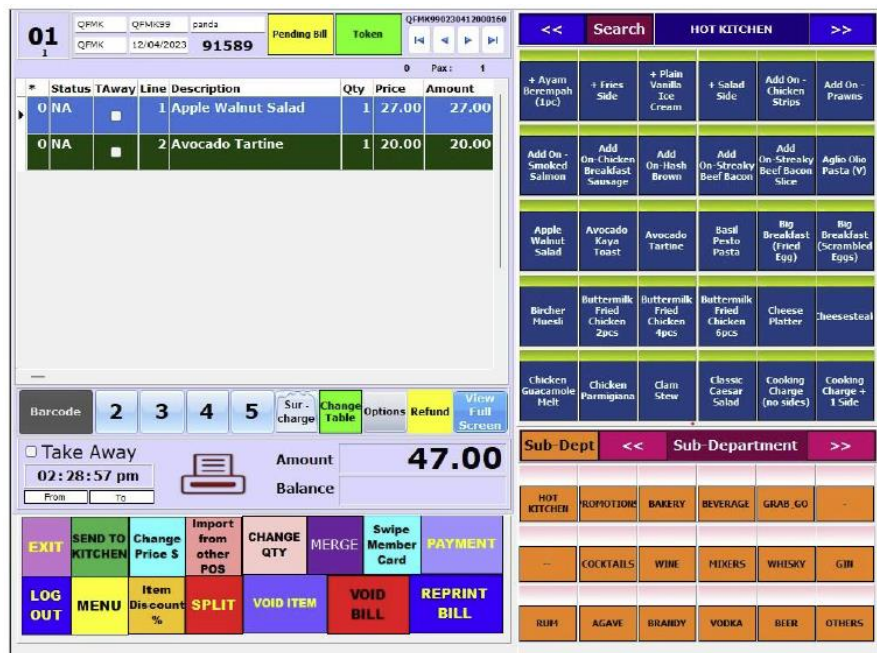 QFMK QFMK99 panda
01
1
QFMK 12/04/2023 91589
Pending Bill
Token
QFMK990230412000160
0 Pax : 1
* Status TAway Line Description Qty Price Amount
0 NA 1 Apple Walnut Salad 1 27.00 27.00
0 NA 2 Avocado Tartine 1 20.00 20.00
Barcode 2 3 4 5
Sur-
charge
Change
Table
Options
Refund
View
Full
Screen
Take Away
02:28:57 pm
From To
Amount 47.00
Balance
EXIT
SEND TO
KITCHEN
Change
Price $
Import
from
other
POS
CHANGE
QTY
MERGE
Swipe
Member
Card
PAYMENT
LOG
OUT
MENU
Item
Discount
%
SPLIT
VOID ITEM
VOID
BILL
REPRINT
BILL
<< Search HOT KITCHEN >>
+ Ayam
Berempah
(1pc)
+ Fries
Side
+ Plain
Vanilla
Ice
Cream
+ Salad
Side
Add On -
Chicken
Strips
Add On -
Prawns
Add On -
Smoked
Salmon
Add
On-Chicken
Breakfast
Sausage
Add
On-Hash
Brown
Add
On-Streaky
Beef Bacon
Add
On-Streaky
Beef Bacon
Slice
Aglio Olio
Pasta (V)
Apple
Walnut
Salad
Avocado
Kaya
Toast
Avocado
Tartine
Basil
Pesto
Pasta
Big
Breakfast
(Fried
Egg)
Big
Breakfast
(Scrambled
Eggs)
Bircher
Muesli
Buttermilk
Fried
Chicken
2pcs
Buttermilk
Fried
Chicken
4pcs
Buttermilk
Fried
Chicken
6pcs
Cheese
Platter
heesesteak
Chicken
Guacamole
Melt
Chicken
Parmigiana
Clam
Stew
Classic
Caesar
Salad
Cooking
Charge
(no sides)
Cooking
Charge +
1 Side
Sub-Dept << Sub-Department >>
HOT
KITCHEN
ROMOTIONS
BAKERY
BEVERAGE
GRAB_GO
-
--
COCKTAILS
WINE
MIXERS
WHISKY
GIN
RUM
AGAVE
BRANDY
VODKA
BEER
OTHERS